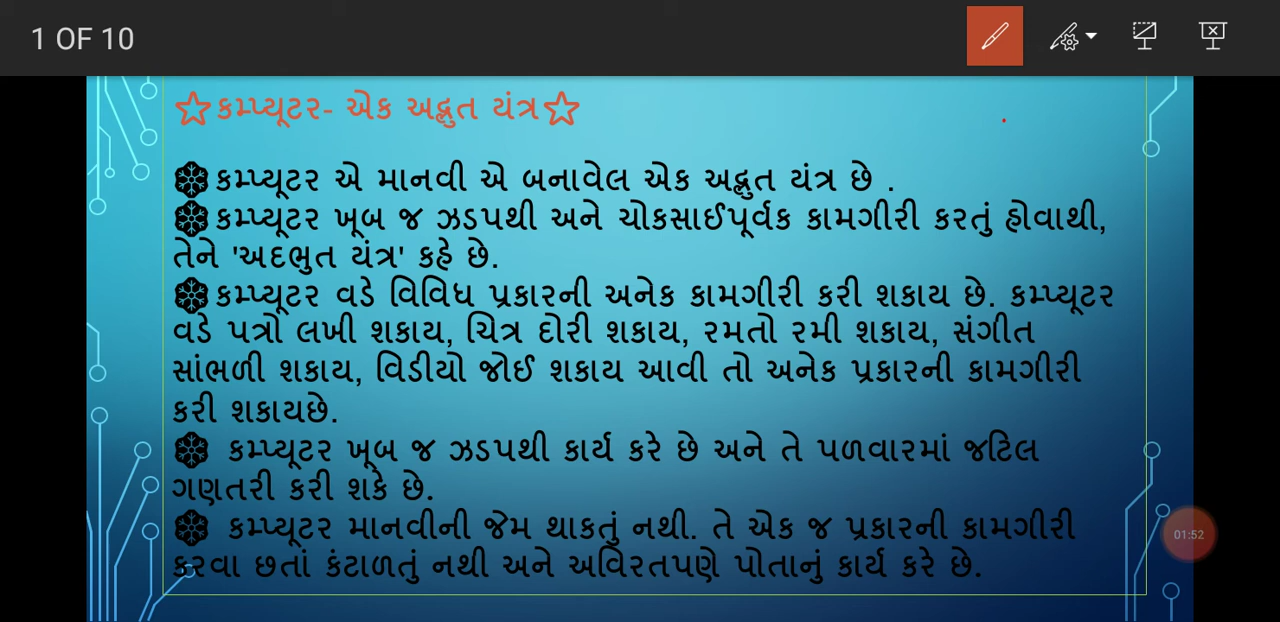 1 OF 10
☆કમ્પ્યૂટર- એક અદ્ભુત યંત્ર☆
❄કમ્પ્યૂટર એ માનવી એ બનાવેલ એક અદ્ભુત યંત્ર છે .
❄કમ્પ્યૂટર ખૂબ જ ઝડપથી અને ચોકસાઈપૂર્વક કામગીરી કરતું હોવાથી,
તેને 'અદભુત યંત્ર' કહે છે.
❄કમ્પ્યૂટર વડે વિવિધ પ્રકારની અનેક કામગીરી કરી શકાય છે. કમ્પ્યૂટર
વડે પત્રો લખી શકાય, ચિત્ર દોરી શકાય, રમતો રમી શકાય, સંગીત
સાંભળી શકાય, વિડીયો જોઈ શકાય આવી તો અનેક પ્રકારની કામગીરી
કરી શકાયછે.
❄ કમ્પ્યૂટર ખૂબ જ ઝડપથી કાર્ય કરે છે અને તે પળવારમાં જટિલ
ગણતરી કરી શકે છે.
❄ કમ્પ્યૂટર માનવીની જેમ થાકતું નથી. તે એક જ પ્રકારની કામગીરી
કરવા છતાં કંટાળતું નથી અને અવિરતપણે પોતાનું કાર્ય કરે છે.
01:52